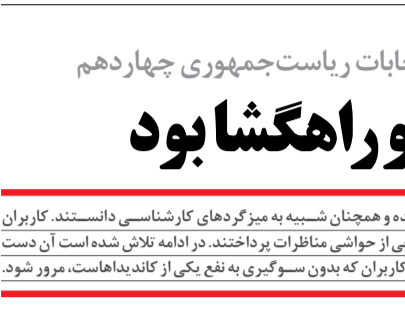 ریاست‌جمهوری چهاردهم
و راهگشا بود
و همچنان شبیه به میزگردهای کارشناسی دانستند. کاربران
از حواشی مناظرات پرداختند. در ادامه تلاش شده است آن دست
کاربران که بدون سوگیری به نفع یکی از کاندیداهاست، مرور شود.